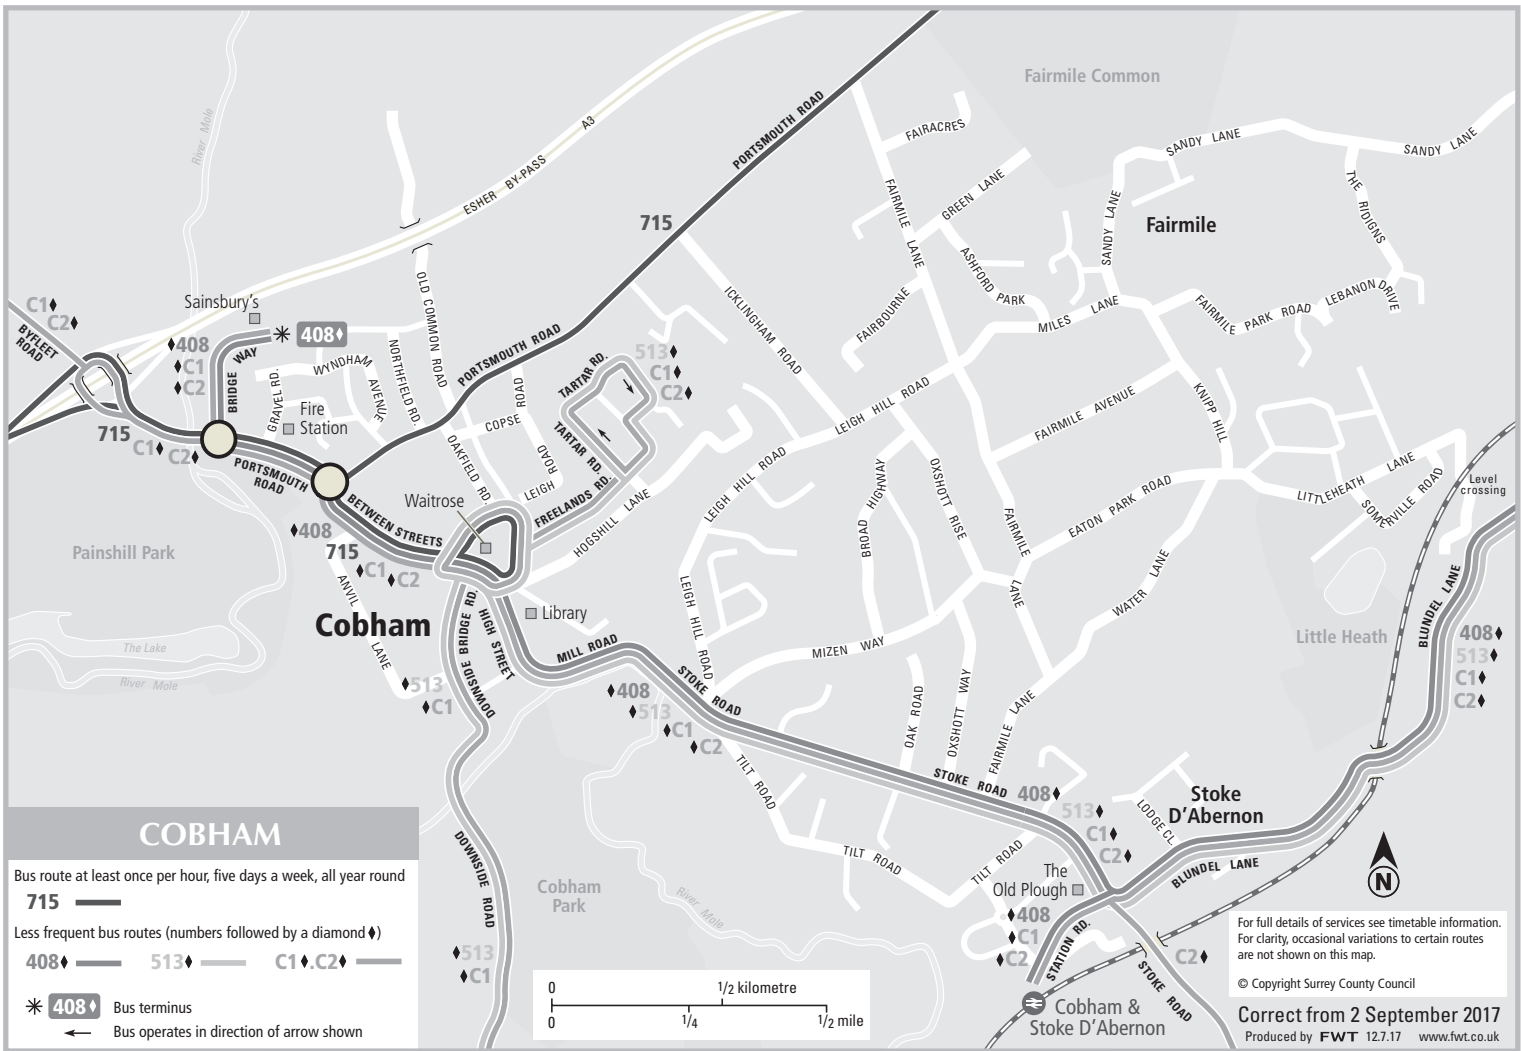 Fairmile Common
River Mole
A3
ESHER BY-PASS
PORTSMOUTH ROAD
FAIRACRES
SANDY LANE
SANDY LANE
THE RIDIGNS
GREEN LANE
FAIRMILE LANE
SANDY LANE
Fairmile
715
ASHFORD PARK
OLD COMMON ROAD
ICKLINGHAM ROAD
FAIRBOURNE
MILES LANE
FAIRMILE PARK ROAD
LEBANON DRIVE
C1♦
C2♦
BYFLEET
ROAD
Sainsbury's
408♦
♦408
♦C1
♦C2
BRIDGE WAY
WYNDHAM AVENUE
NORTHFIELD RD.
PORTSMOUTH ROAD
GRAVEL RD.
Fire
Station
TARTAR RD.
513♦
C1♦
C2♦
TARTAR RD.
COPSE ROAD
LEIGH HILL ROAD
FAIRMILE AVENUE
KNIPP HILL
715
C1♦
C2♦
PORTSMOUTH
ROAD
OAKFIELD RD.
LEIGH ROAD
FREELANDS RD.
HOGSHILL LANE
LEIGH HILL ROAD
BROAD HIGHWAY
OXSHOTT RISE
EATON PARK ROAD
LITTLEHEATH LANE
SOMERVILLE ROAD
Level
crossing
Waitrose
BETWEEN STREETS
♦408
715
♦C1
♦C2
FAIRMILE
LANE
Painshill Park
ANVIL LANE
Cobham
Library
DOWNSIDE BRIDGE RD.
HIGH STREET
MILL ROAD
LEIGH HILL ROAD
MIZEN WAY
WATER LANE
BLUNDEL LANE
Little Heath
408♦
513♦
C1♦
C2♦
The Lake
River Mole
♦513
♦C1
STOKE ROAD
♦408
♦513
♦C1
♦C2
OAK ROAD
OXSHOTT WAY
FAIRMILE LANE
TILT ROAD
STOKE ROAD
408♦
513♦
C1♦
C2♦
Stoke
D'Abernon
LODGE CL.
BLUNDEL LANE
TILT ROAD
TILT ROAD
The
Old Plough
♦408
♦C1
♦C2
STATION RD.
C2♦
STOKE ROAD
Cobham &
Stoke D'Abernon
DOWNSIDE ROAD
Cobham
Park
River Mole
♦513
♦C1
N
COBHAM
Bus route at least once per hour, five days a week, all year round
715
Less frequent bus routes (numbers followed by a diamond ♦)
408♦ 513♦ C1♦.C2♦
408♦ Bus terminus
Bus operates in direction of arrow shown
0 1/2 kilometre
0 1/4 1/2 mile
For full details of services see timetable information.
For clarity, occasional variations to certain routes
are not shown on this map.
© Copyright Surrey County Council
Correct from 2 September 2017
Produced by FWT 12.7.17 www.fwt.co.uk